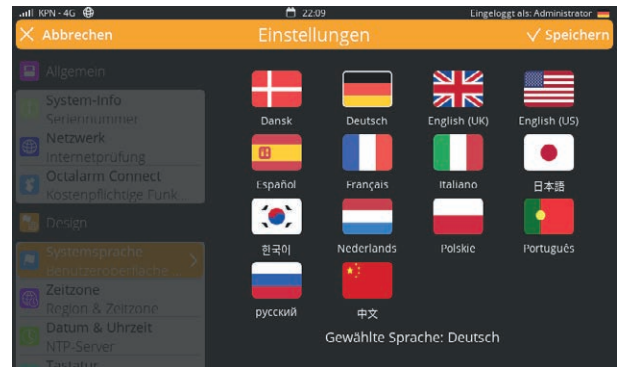 KPN - 4G 22:09 Eingeloggt als: Administrator
Abbrechen Einstellungen Speichern
Allgemein
System-Info
Seriennummer
Netzwerk
Internetprüfung
Octalarm Connect
Kostenpflichtige Funk...
Design
Systemsprache
Benutzeroberfläche...
Zeitzone
Region & Zeitzone
Datum & Uhrzeit
NTP-Server
Tastatur
Dansk Deutsch English (UK) English (US)
Español Français Italiano 日本語
한국이 Nederlands Polskie Português
русский 中文
Gewählte Sprache: Deutsch